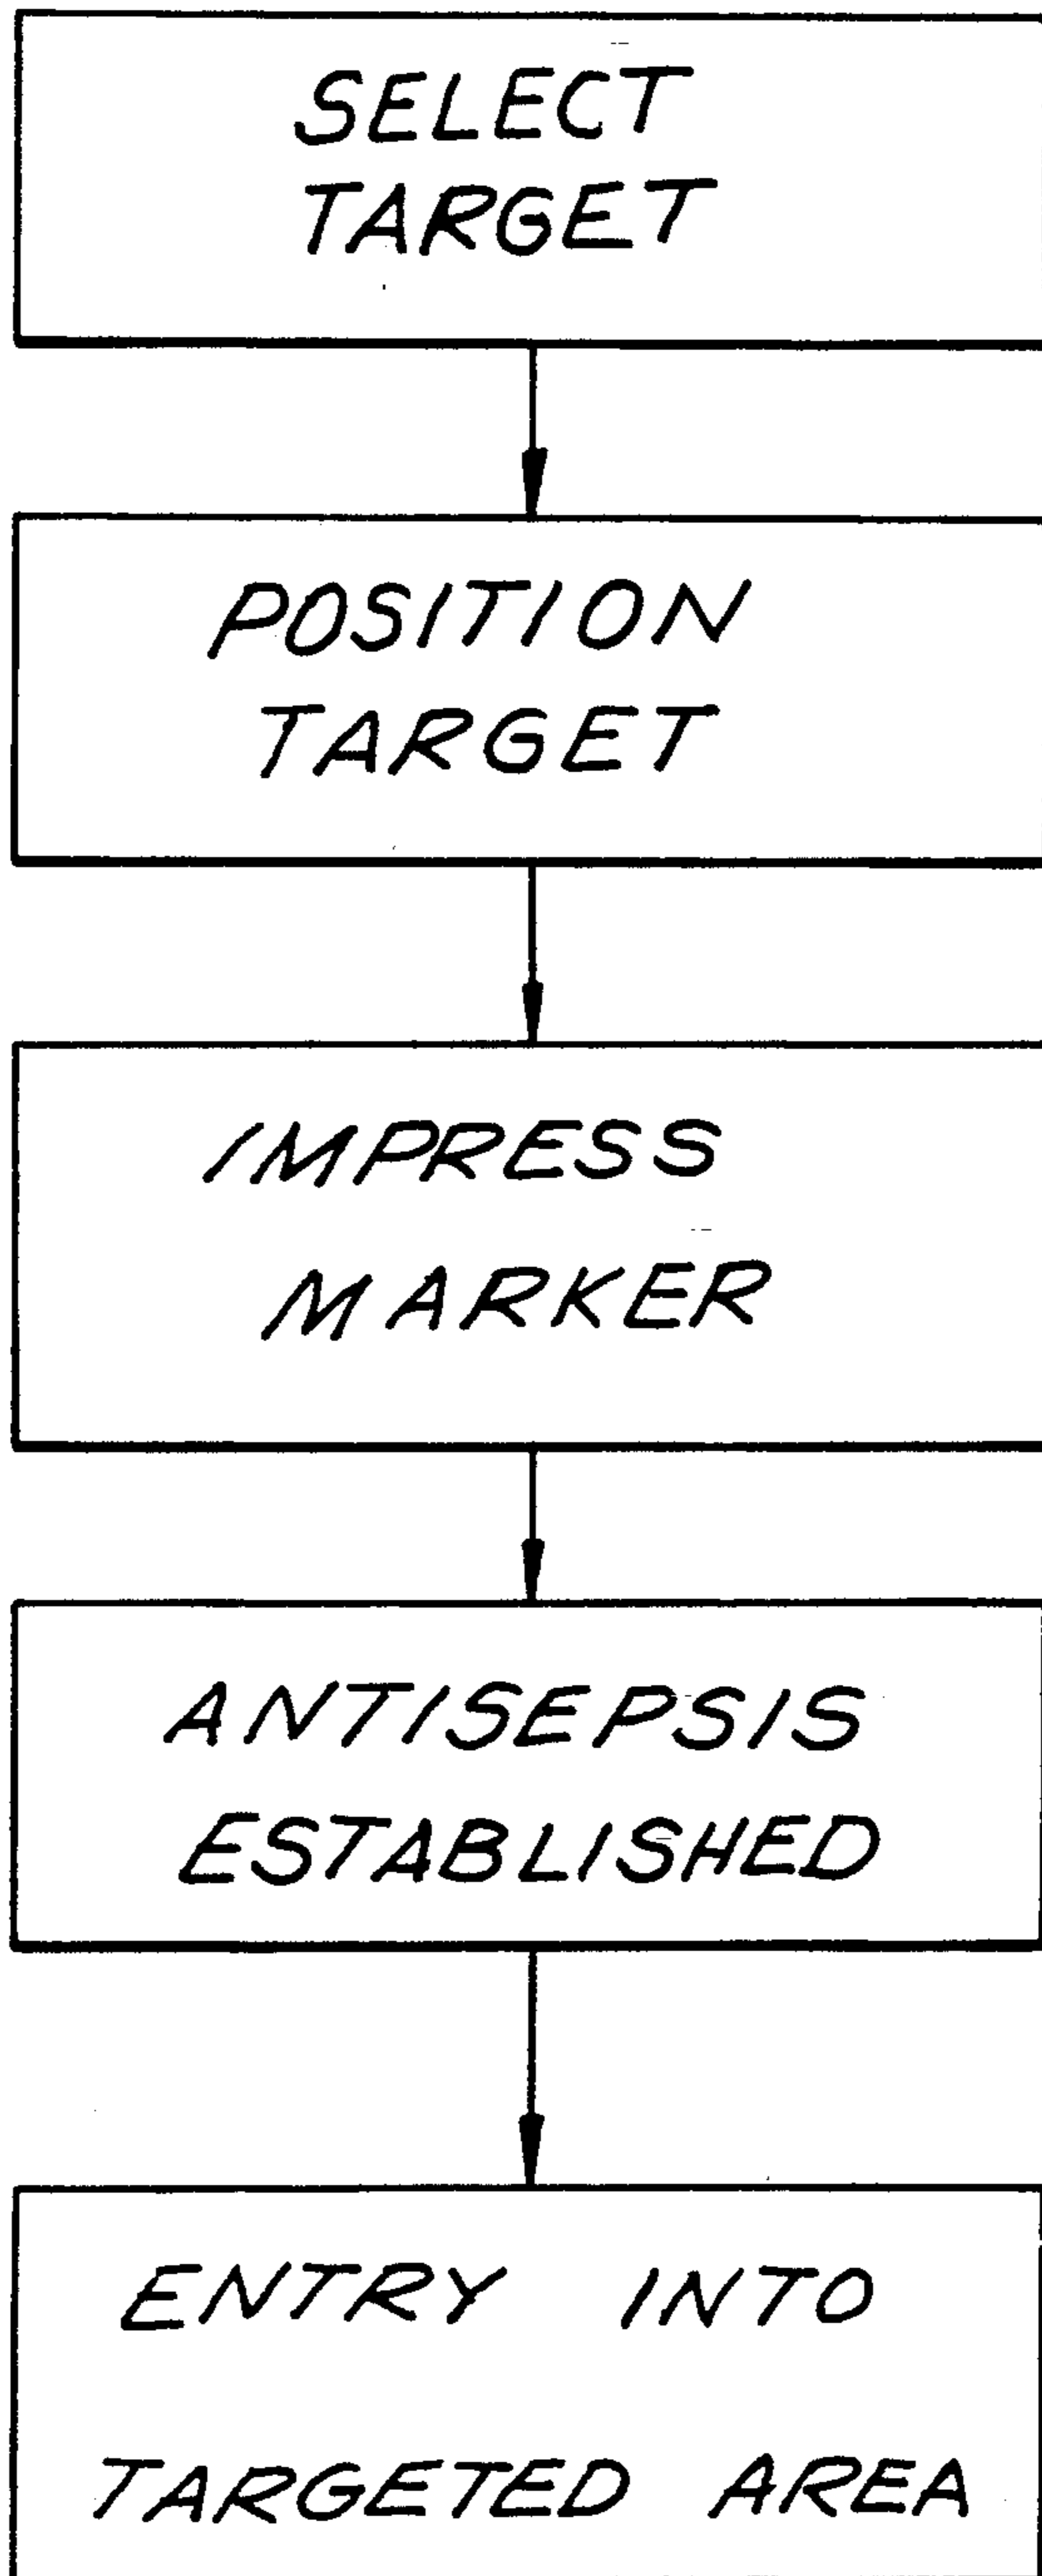 SELECT
TARGET
POSITION
TARGET
IMPRESS
MARKER
ANTISEPSIS
ESTABLISHED
ENTRY INTO
TARGETED AREA